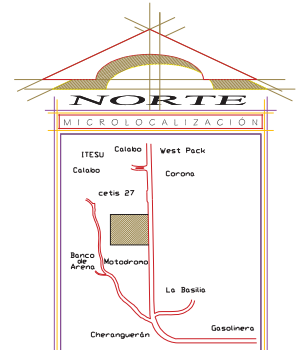 NORTE
MICROLOCALIZACIÓN
Calabo West Pack
ITESU
Calabo
Corona
cetis 27
Banco
de
Arena
Motodromo
La Basilia
Gasolinera
Cheranguerán